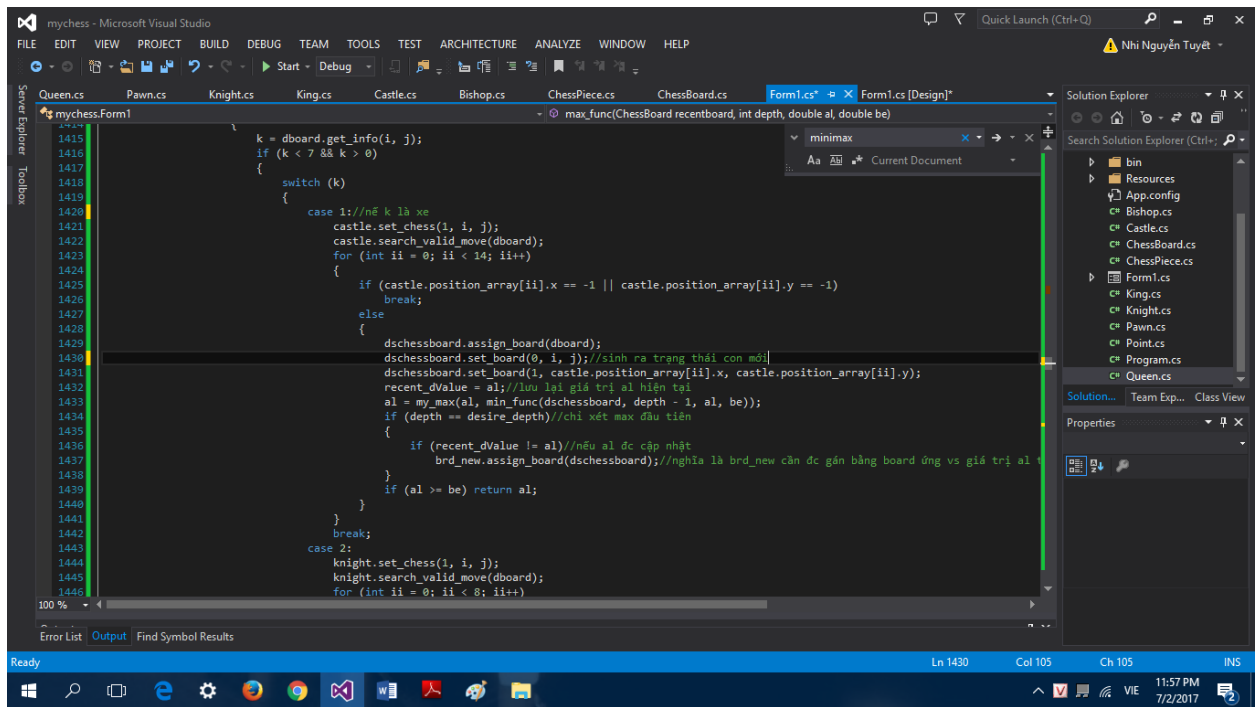 mychess - Microsoft Visual Studio
Quick Launch (Ctrl+Q)
FILE EDIT VIEW PROJECT BUILD DEBUG TEAM TOOLS TEST ARCHITECTURE ANALYZE WINDOW HELP
Nhi Nguyễn Tuyết
Start Debug
Server Explorer
Toolbox
Queen.cs Pawn.cs Knight.cs King.cs Castle.cs Bishop.cs ChessPiece.cs ChessBoard.cs Form1.cs* Form1.cs [Design]*
mychess.Form1 max_func(ChessBoard recentboard, int depth, double al, double be)
minimax
Aa Abl .* Current Document
1414 {
1415 k = dboard.get_info(i, j);
1416 if (k < 7 && k > 0)
1417 {
1418 switch (k)
1419 {
1420 case 1://nế k là xe
1421 castle.set_chess(1, i, j);
1422 castle.search_valid_move(dboard);
1423 for (int ii = 0; ii < 14; ii++)
1424 {
1425 if (castle.position_array[ii].x == -1 || castle.position_array[ii].y == -1)
1426 break;
1427 else
1428 {
1429 dschessboard.assign_board(dboard);
1430 dschessboard.set_board(0, i, j);//sinh ra trạng thái con mới
1431 dschessboard.set_board(1, castle.position_array[ii].x, castle.position_array[ii].y);
1432 recent_dValue = al;//lưu lại giá trị al hiện tại
1433 al = my_max(al, min_func(dschessboard, depth - 1, al, be));
1434 if (depth == desire_depth)//chỉ xét max đầu tiên
1435 {
1436 if (recent_dValue != al)//nếu al đc cập nhật
1437 brd_new.assign_board(dschessboard);//nghĩa là brd_new cần đc gán bằng board ứng vs giá trị al t
1438 }
1439 if (al >= be) return al;
1440 }
1441 }
1442 break;
1443 case 2:
1444 knight.set_chess(1, i, j);
1445 knight.search_valid_move(dboard);
1446 for (int ii = 0; ii < 8; ii++)
100 %
Error List Output Find Symbol Results
Solution Explorer
Search Solution Explorer (Ctrl+;
bin
Resources
App.config
C# Bishop.cs
C# Castle.cs
C# ChessBoard.cs
C# ChessPiece.cs
Form1.cs
C# King.cs
C# Knight.cs
C# Pawn.cs
C# Point.cs
C# Program.cs
C# Queen.cs
Solution... Team Exp... Class View
Properties
Ready
Ln 1430 Col 105 Ch 105 INS
VIE
11:57 PM
7/2/2017